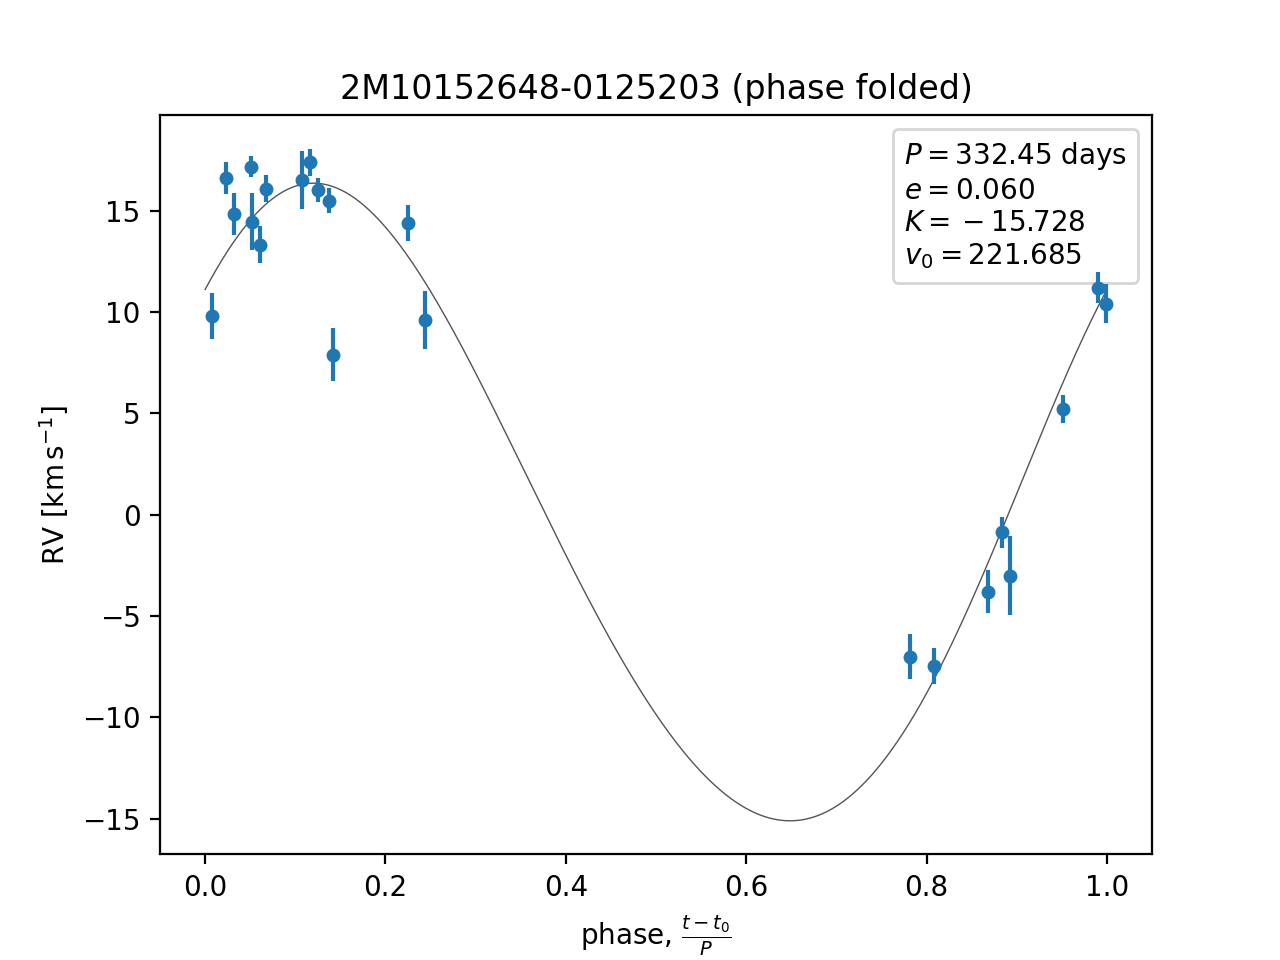 2M10152648-0125203 (phase folded)
P = 332.45 days
e = 0.060
K = −15.728
v₀ = 221.685
RV [km s⁻¹]
15
10
5
0
−5
−10
−15
0.0 0.2 0.4 0.6 0.8 1.0
phase, (t − t₀)/P